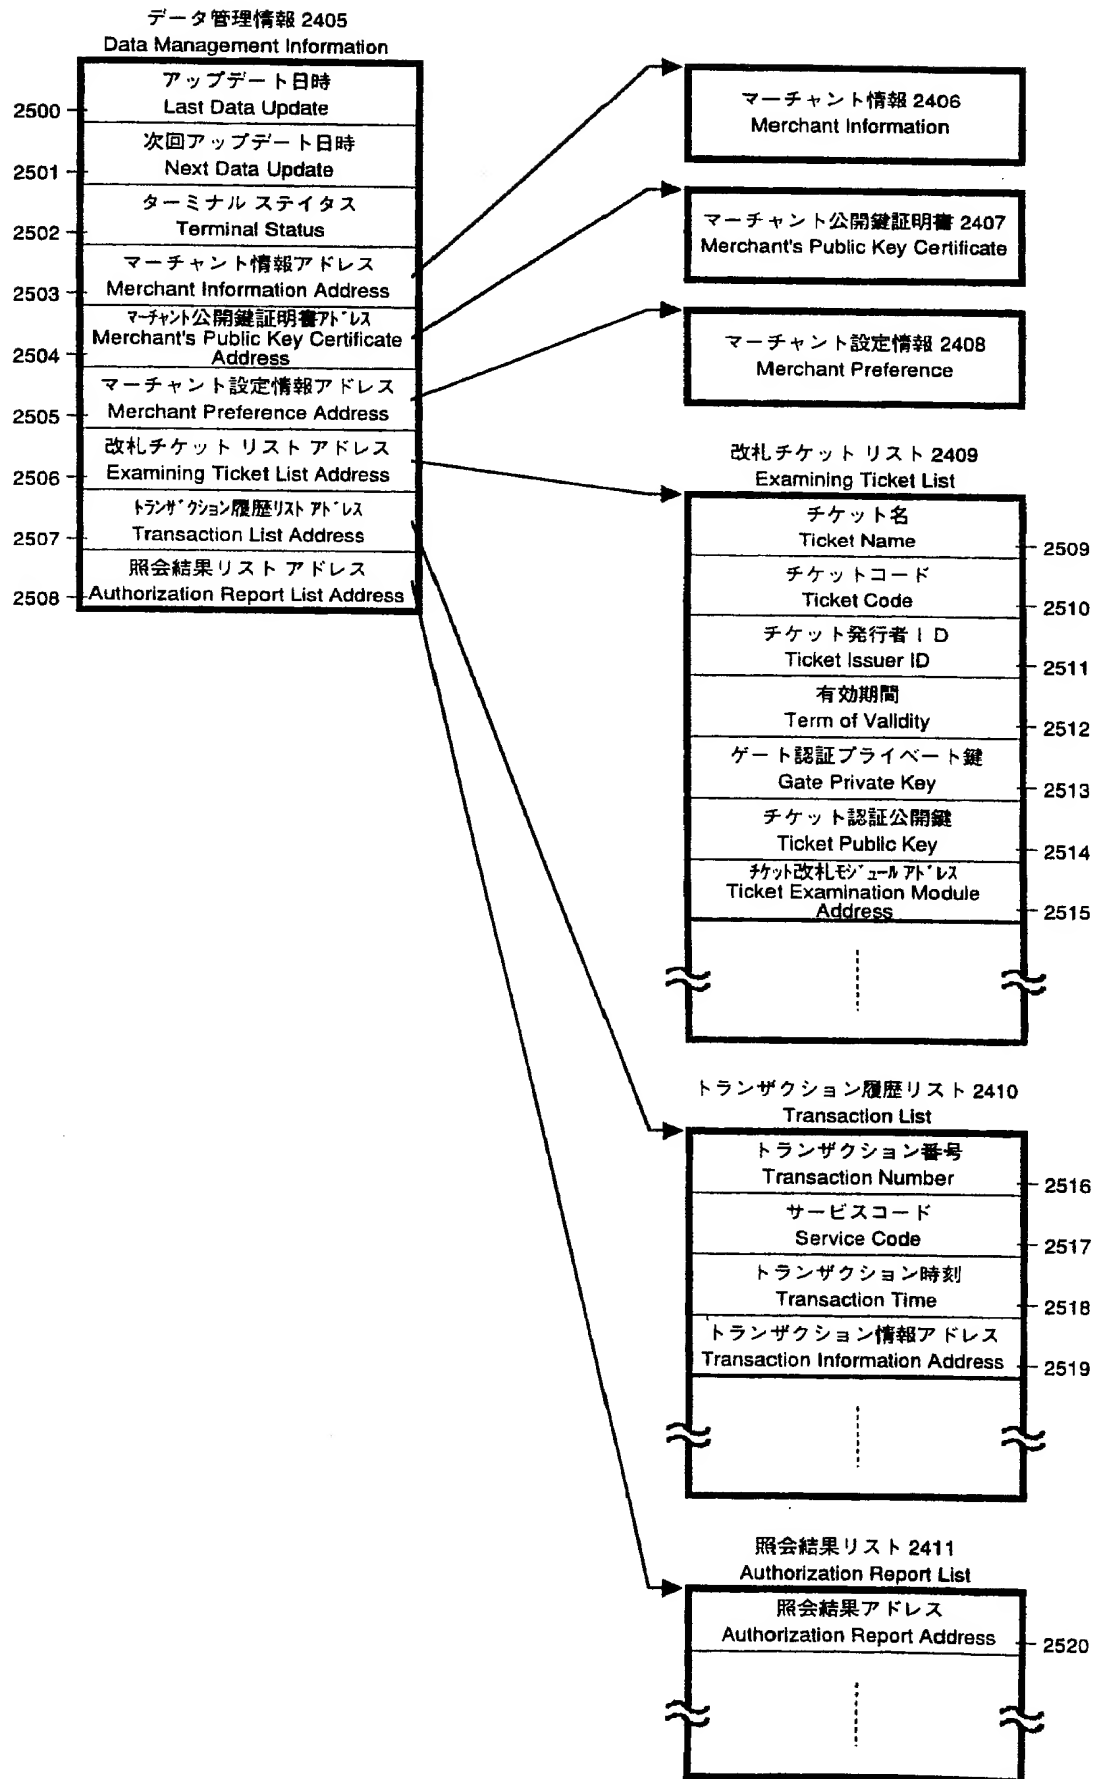 データ管理情報 2405
Data Management Information
アップデート日時
Last Data Update
2500
次回アップデート日時
Next Data Update
2501
ターミナル ステイタス
Terminal Status
2502
マーチャント情報アドレス
Merchant Information Address
2503
マーチャント公開鍵証明書アドレス
Merchant's Public Key Certificate
Address
2504
マーチャント設定情報アドレス
Merchant Preference Address
2505
改札チケット リスト アドレス
Examining Ticket List Address
2506
トランザクション履歴リスト アドレス
Transaction List Address
2507
照会結果リスト アドレス
Authorization Report List Address
2508
マーチャント情報 2406
Merchant Information
マーチャント公開鍵証明書 2407
Merchant's Public Key Certificate
マーチャント設定情報 2408
Merchant Preference
改札チケット リスト 2409
Examining Ticket List
チケット名
Ticket Name
2509
チケットコード
Ticket Code
2510
チケット発行者ＩＤ
Ticket Issuer ID
2511
有効期間
Term of Validity
2512
ゲート認証プライベート鍵
Gate Private Key
2513
チケット認証公開鍵
Ticket Public Key
2514
チケット改札モジュール アドレス
Ticket Examination Module
Address
2515
トランザクション履歴リスト 2410
Transaction List
トランザクション番号
Transaction Number
2516
サービスコード
Service Code
2517
トランザクション時刻
Transaction Time
2518
トランザクション情報アドレス
Transaction Information Address
2519
照会結果リスト 2411
Authorization Report List
照会結果アドレス
Authorization Report Address
2520